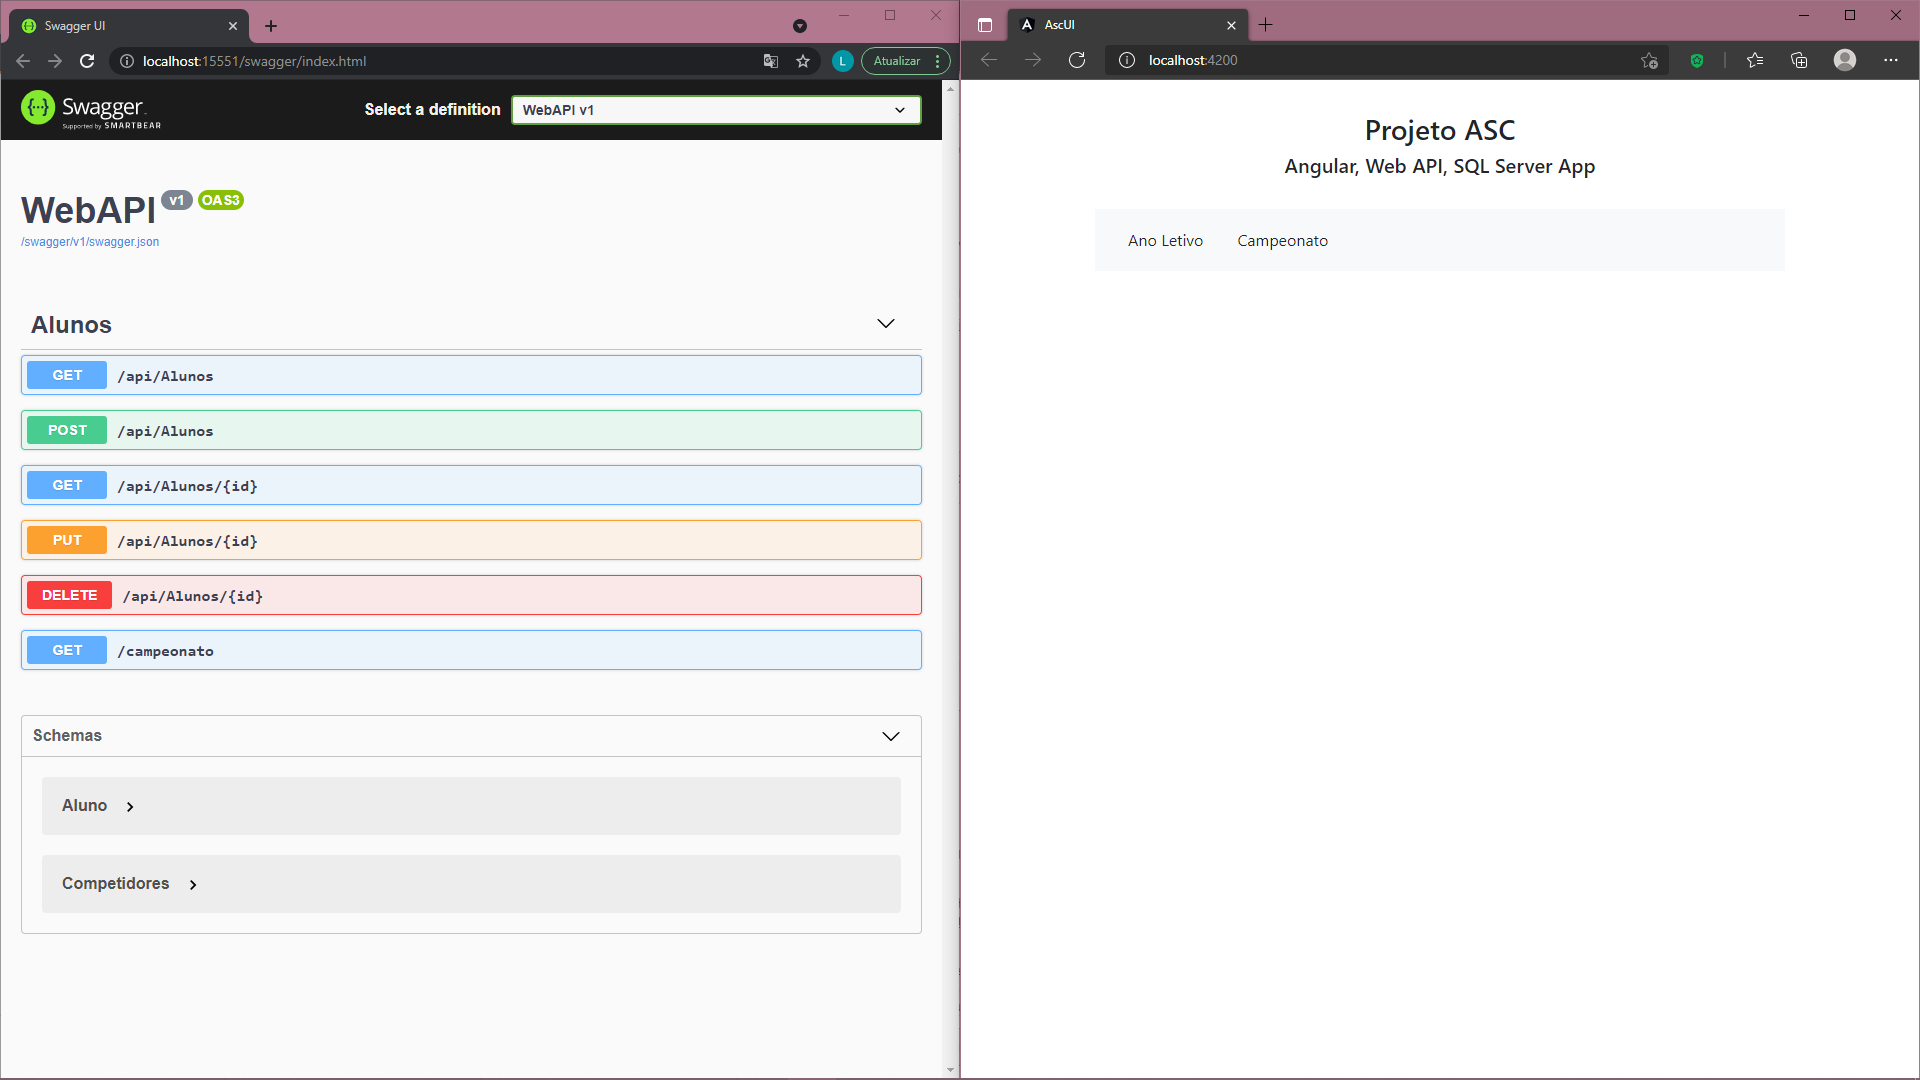 Swagger UI
localhost:15551/swagger/index.html
L
Atualizar
Swagger
Supported by SMARTBEAR
Select a definition
WebAPI v1
WebAPI v1 OAS3
/swagger/v1/swagger.json
Alunos
GET /api/Alunos
POST /api/Alunos
GET /api/Alunos/{id}
PUT /api/Alunos/{id}
DELETE /api/Alunos/{id}
GET /campeonato
Schemas
Aluno
Competidores
AscUI
localhost:4200
Projeto ASC
Angular, Web API, SQL Server App
Ano Letivo Campeonato